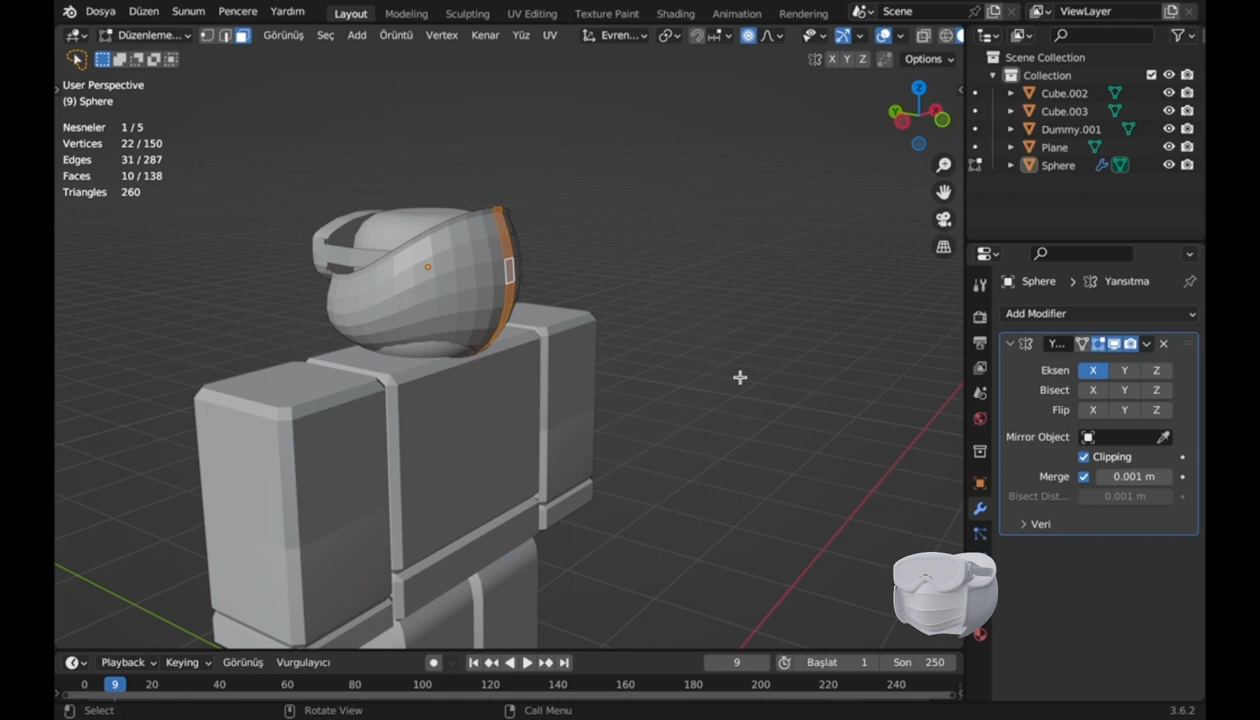 Dosya Düzen Sunum Pencere Yardım Layout Modeling Sculpting UV Editing Texture Paint Shading Animation Rendering Scene ViewLayer
Düzenleme... Görünüş Seç Add Örüntü Vertex Kenar Yüz UV Evren...
X Y Z Options
User Perspective
(9) Sphere
Nesneler 1 / 5
Vertices 22 / 150
Edges 31 / 287
Faces 10 / 138
Triangles 260
Z
Y
X
Scene Collection
Collection
Cube.002
Cube.003
Dummy.001
Plane
Sphere
Sphere > Yansıtma
Add Modifier
Y...
Eksen X Y Z
Bisect X Y Z
Flip X Y Z
Mirror Object
Clipping
Merge 0.001 m
Bisect Dist... 0.001 m
Veri
Playback Keying Görünüş Vurgulayıcı 9 Başlat 1 Son 250
0 9 20 40 60 80 100 120 140 160 180 200 220 240
Select Rotate View Call Menu 3.6.2